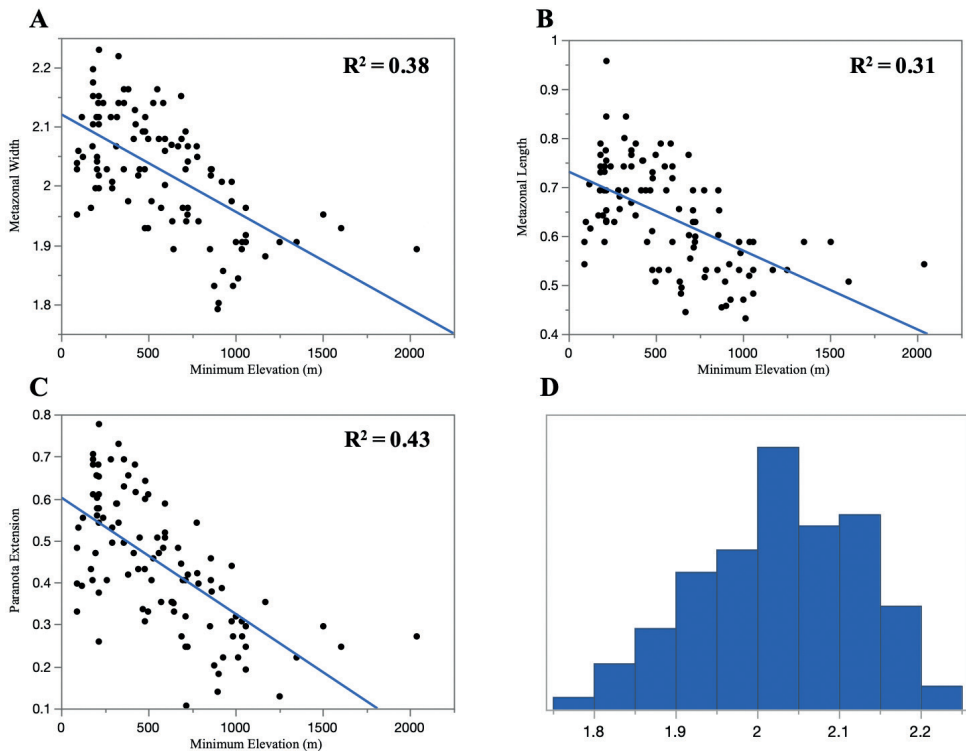 A
R² = 0.38
Metazonal Width
2.2
2.1
2
1.9
1.8
0 500 1000 1500 2000
Minimum Elevation (m)
B
R² = 0.31
Metazonal Length
1
0.9
0.8
0.7
0.6
0.5
0.4
0 500 1000 1500 2000
Minimum Elevation (m)
C
R² = 0.43
Paranota Extension
0.8
0.7
0.6
0.5
0.4
0.3
0.2
0.1
0 500 1000 1500 2000
Minimum Elevation (m)
D
1.8 1.9 2 2.1 2.2